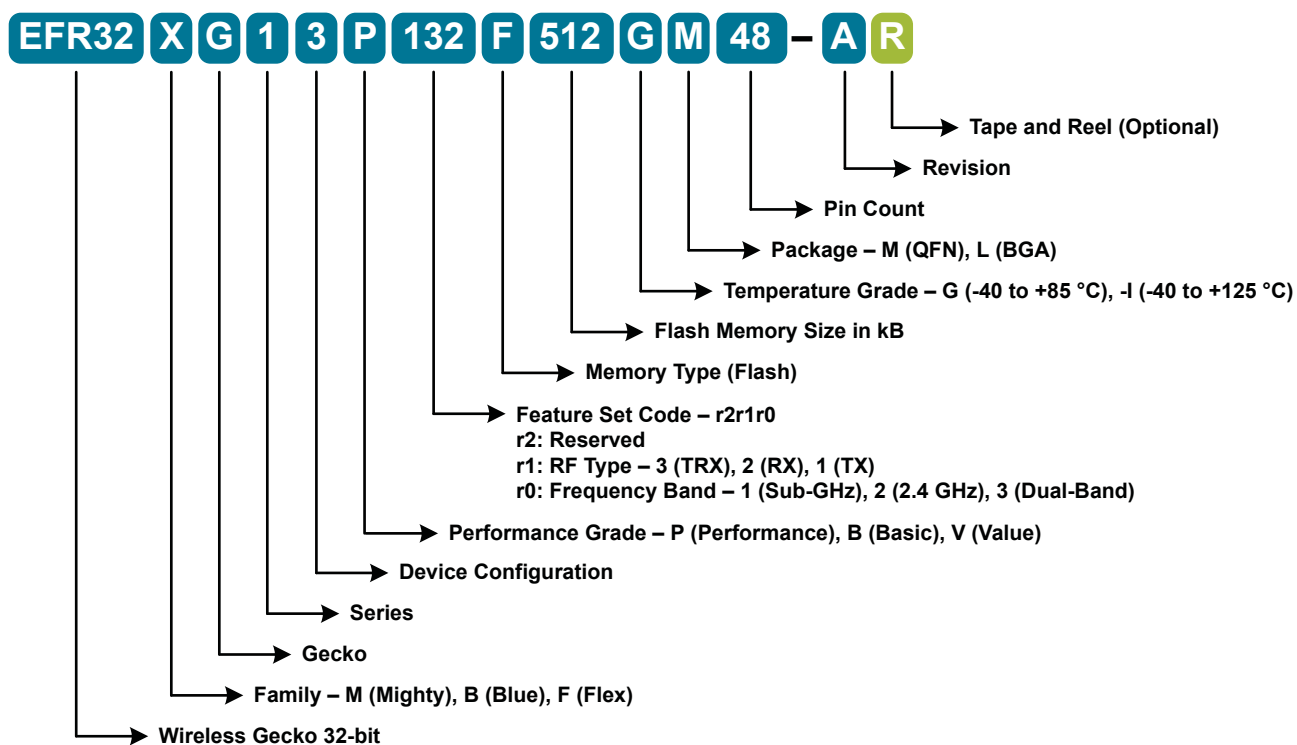 EFR32 X G 1 3 P 132 F 512 G M 48 – A R
Tape and Reel (Optional)
Revision
Pin Count
Package – M (QFN), L (BGA)
Temperature Grade – G (-40 to +85 °C), -I (-40 to +125 °C)
Flash Memory Size in kB
Memory Type (Flash)
Feature Set Code – r2r1r0
r2: Reserved
r1: RF Type – 3 (TRX), 2 (RX), 1 (TX)
r0: Frequency Band – 1 (Sub-GHz), 2 (2.4 GHz), 3 (Dual-Band)
Performance Grade – P (Performance), B (Basic), V (Value)
Device Configuration
Series
Gecko
Family – M (Mighty), B (Blue), F (Flex)
Wireless Gecko 32-bit